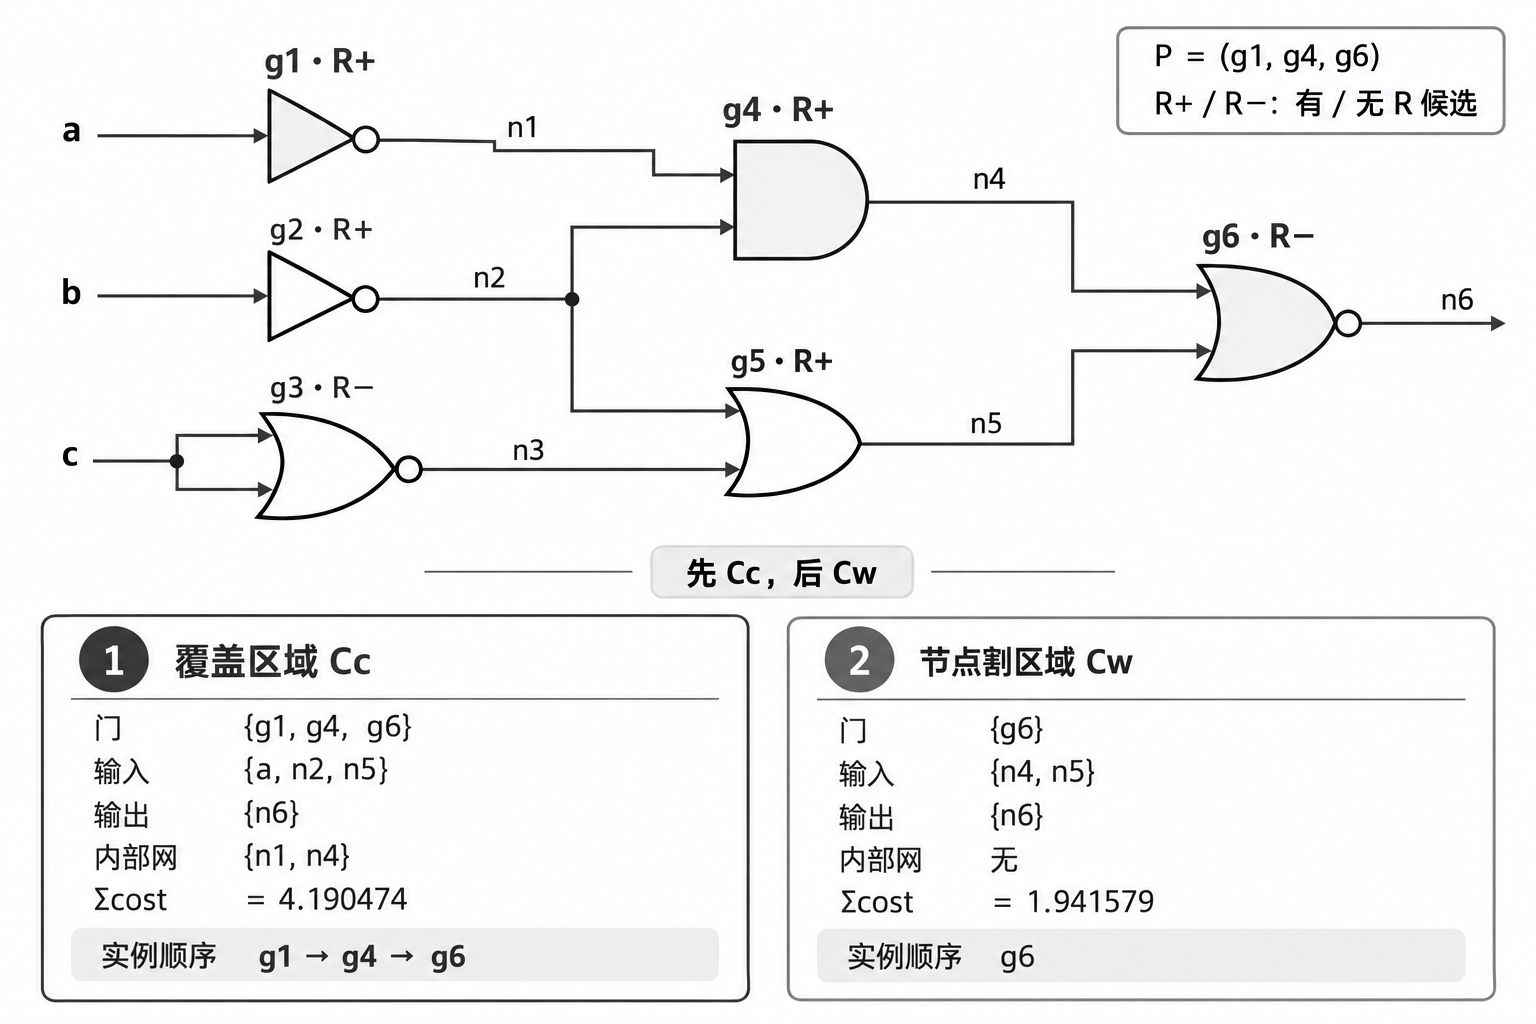 P = (g1, g4, g6)
R+ / R−: 有 / 无 R 候选
g1 · R+
a
n1
g4 · R+
n4
g2 · R+
b
n2
g6 · R−
n6
g3 · R−
c
n3
g5 · R+
n5
先 Cc，后 Cw
1 覆盖区域 Cc
门 {g1, g4, g6}
输入 {a, n2, n5}
输出 {n6}
内部网 {n1, n4}
Σcost = 4.190474
实例顺序 g1 → g4 → g6
2 节点割区域 Cw
门 {g6}
输入 {n4, n5}
输出 {n6}
内部网 无
Σcost = 1.941579
实例顺序 g6